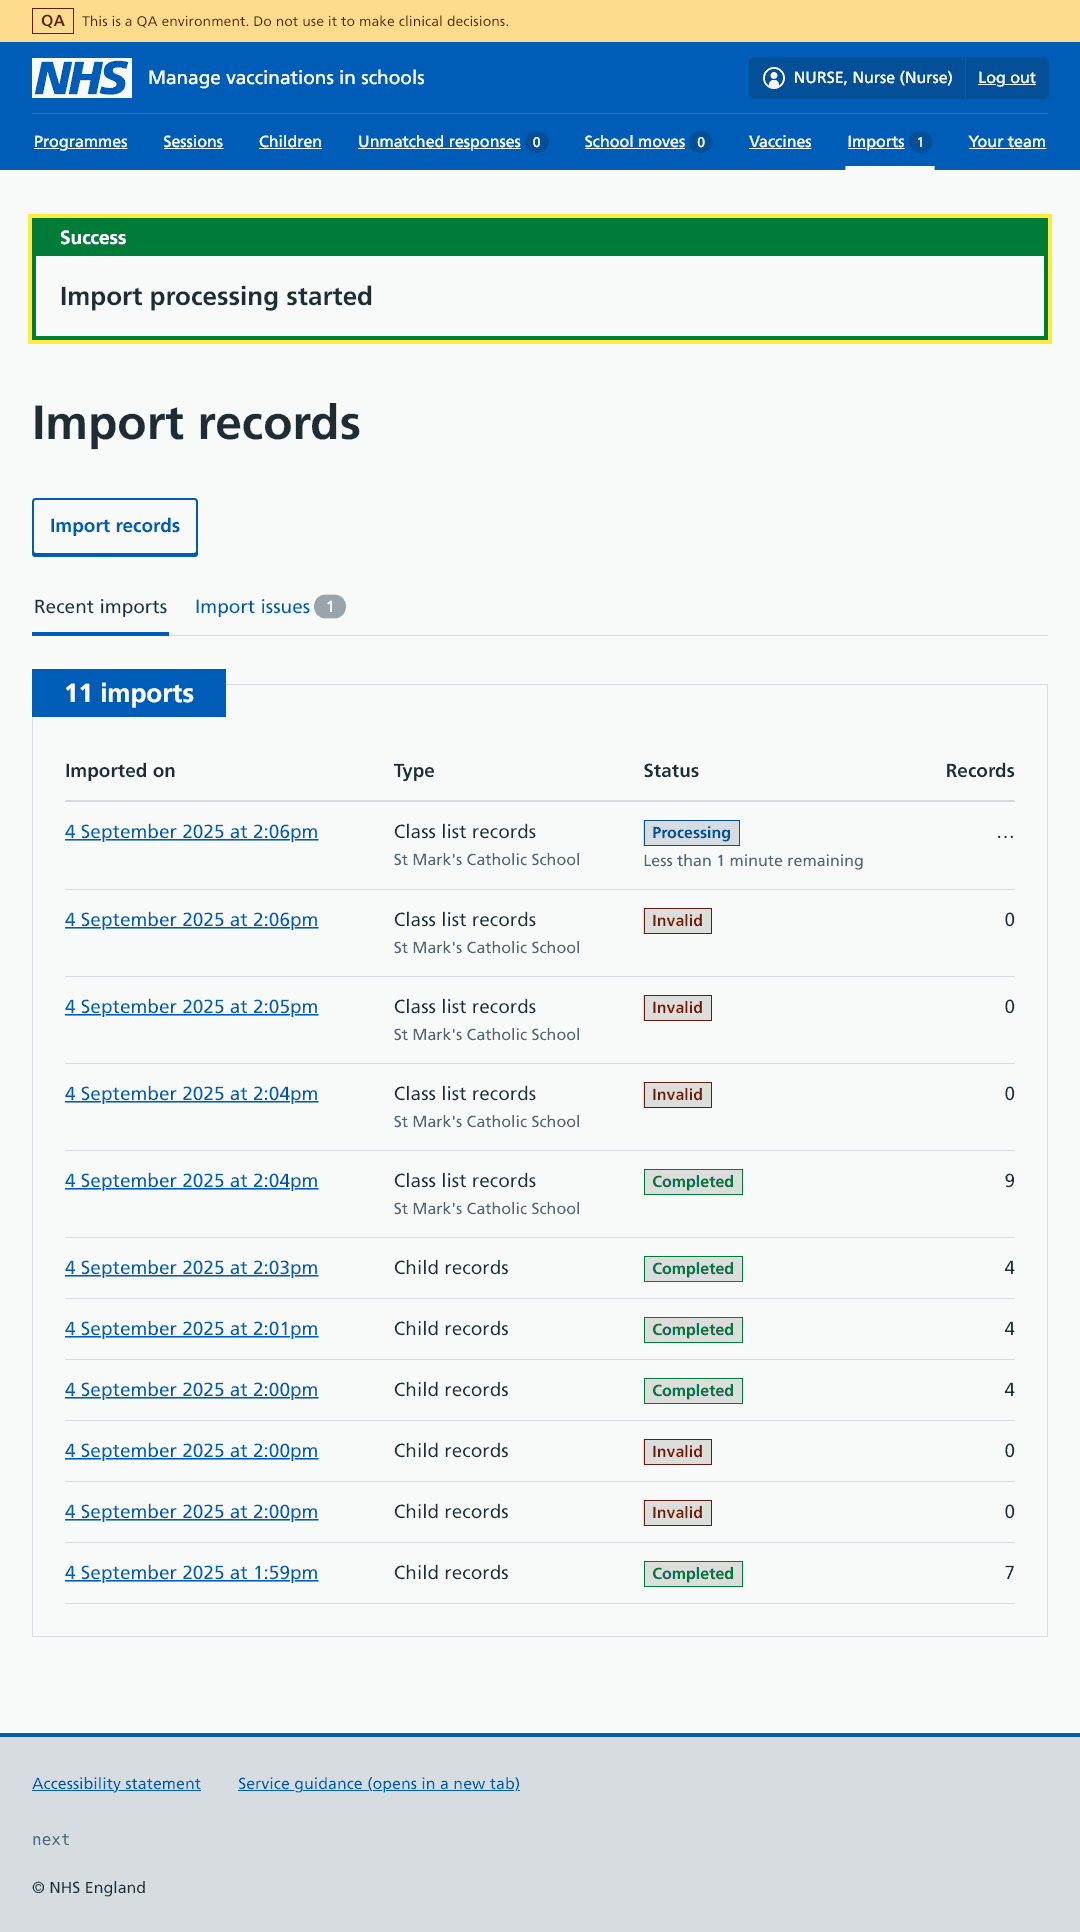 QA This is a QA environment. Do not use it to make clinical decisions.
NHS Manage vaccinations in schools NURSE, Nurse (Nurse) Log out
Programmes Sessions Children Unmatched responses 0 School moves 0 Vaccines Imports 1 Your team
Success
Import processing started
Import records
Import records
Recent imports Import issues 1
11 imports
Imported on Type Status Records
4 September 2025 at 2:06pm Class list records Processing ...
St Mark's Catholic School Less than 1 minute remaining
4 September 2025 at 2:06pm Class list records Invalid 0
St Mark's Catholic School
4 September 2025 at 2:05pm Class list records Invalid 0
St Mark's Catholic School
4 September 2025 at 2:04pm Class list records Invalid 0
St Mark's Catholic School
4 September 2025 at 2:04pm Class list records Completed 9
St Mark's Catholic School
4 September 2025 at 2:03pm Child records Completed 4
4 September 2025 at 2:01pm Child records Completed 4
4 September 2025 at 2:00pm Child records Completed 4
4 September 2025 at 2:00pm Child records Invalid 0
4 September 2025 at 2:00pm Child records Invalid 0
4 September 2025 at 1:59pm Child records Completed 7
Accessibility statement Service guidance (opens in a new tab)
next
© NHS England